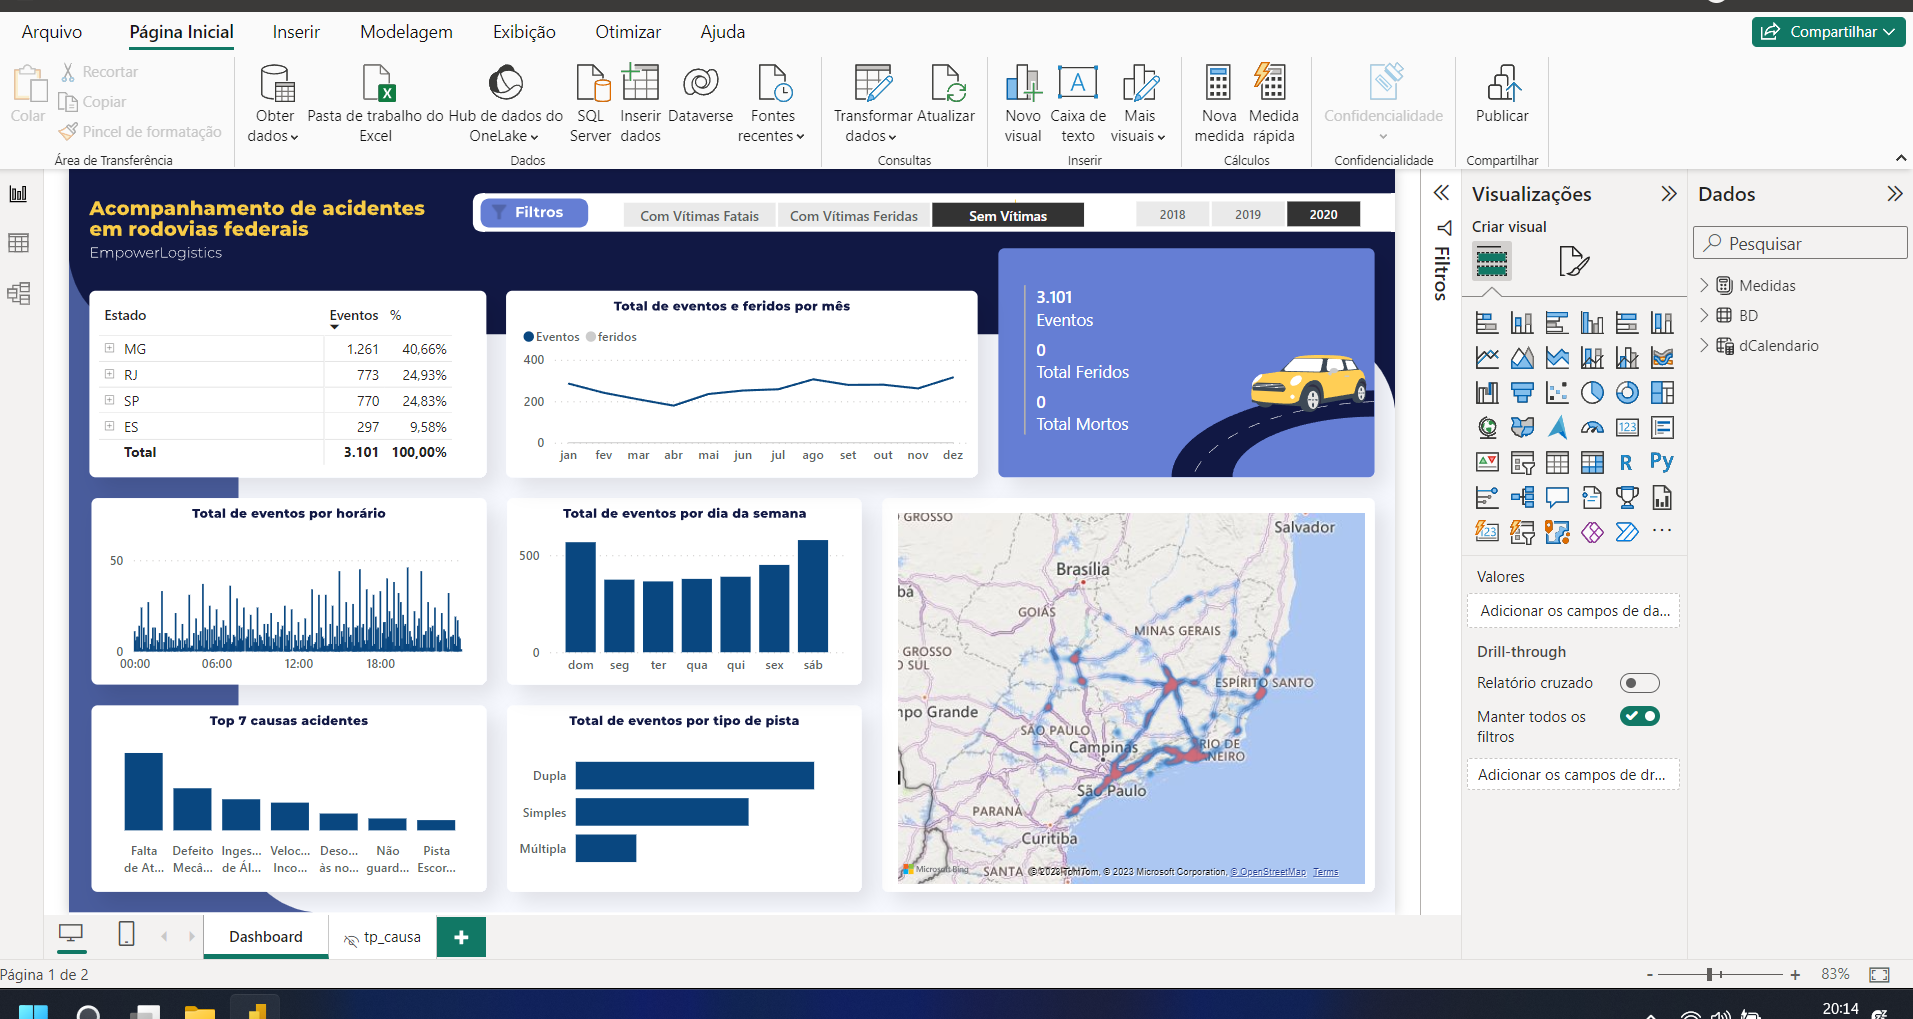 Arquivo Página Inicial Inserir Modelagem Exibição Otimizar Ajuda Compartilhar
Colar
Recortar
Copiar
Pincel de formatação
Área de Transferência
Obter dados
Pasta de trabalho do Excel
Hub de dados do OneLake
SQL Server
Inserir dados
Dataverse
Fontes recentes
Dados
Transformar dados
Atualizar
Consultas
Novo visual
Caixa de texto
A
Mais visuais
Inserir
Nova medida
Medida rápida
Cálculos
Confidencialidade
Confidencialidade
Publicar
Compartilhar
Acompanhamento de acidentes
em rodovias federais
EmpowerLogistics
Filtros
Com Vítimas Fatais Com Vítimas Feridas Sem Vítimas
2018 2019 2020
Estado Eventos %
MG 1.261 40,66%
RJ 773 24,93%
SP 770 24,83%
ES 297 9,58%
Total 3.101 100,00%
Total de eventos e feridos por mês
Eventos feridos
400
200
0
jan fev mar abr mai jun jul ago set out nov dez
3.101
Eventos
0
Total Feridos
0
Total Mortos
Total de eventos por horário
50
0
00:00 06:00 12:00 18:00
Total de eventos por dia da semana
500
0
dom seg ter qua qui sex sáb
GROSSO
Salvador
Brasília
bá
GOIÁS
MINAS GERAIS
GROSSO
O SUL
ESPÍRITO SANTO
npo Grande
SÃO PAULO
Campinas
RIO DE
NEIRO
São Paulo
PARANÁ
Curitiba
SANTA
Microsoft Bing
© 2023 TomTom, © 2023 Microsoft Corporation, © OpenStreetMap Terms
Top 7 causas acidentes
Falta de At...
Defeito Mecâ...
Inges... de Ál...
Veloc... Inco...
Deso... às no...
Não guard...
Pista Escor...
Total de eventos por tipo de pista
Dupla
Simples
Múltipla
Filtros
Visualizações
Criar visual
123
R
Py
123
Valores
Adicionar os campos de da...
Drill-through
Relatório cruzado
Manter todos os
filtros
Adicionar os campos de dr...
Dados
Pesquisar
Medidas
BD
dCalendario
Dashboard tp_causa +
Página 1 de 2
- + 83%
20:14